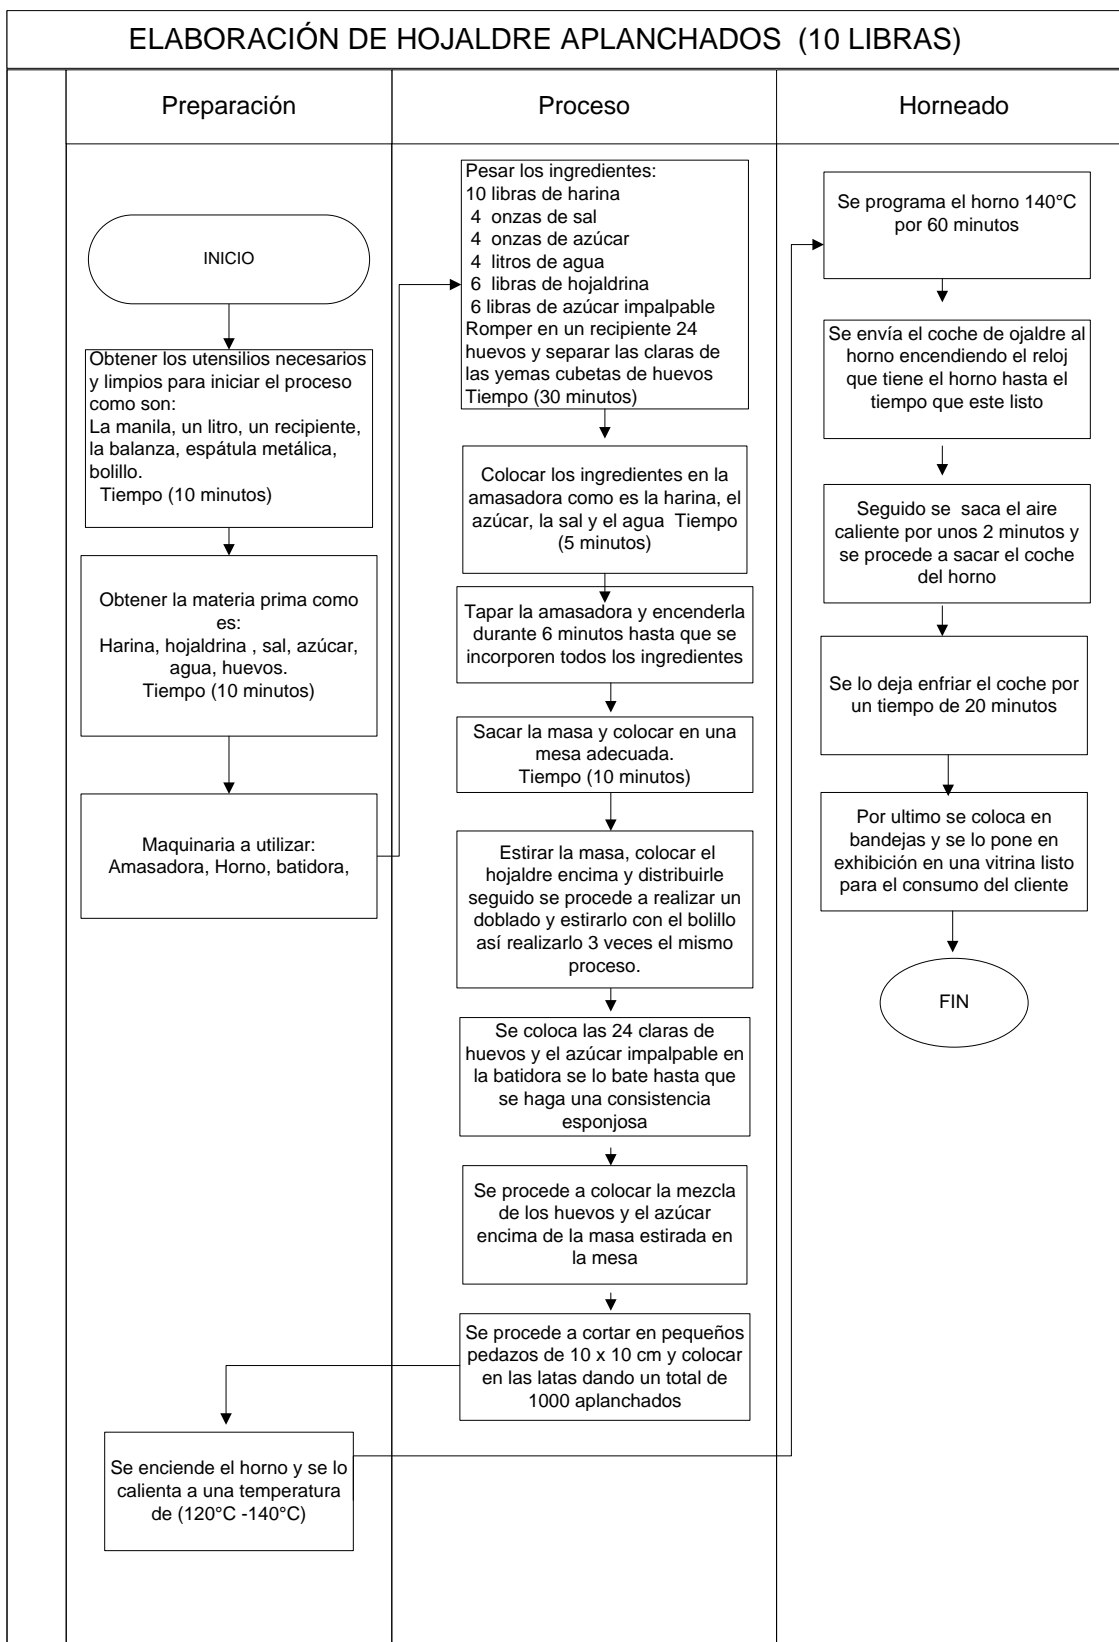 ELABORACIÓN DE HOJALDRE APLANCHADOS (10 LIBRAS)
Preparación
Proceso
Horneado
INICIO
Obtener los utensilios necesarios
y limpios para iniciar el proceso
como son:
La manila, un litro, un recipiente,
la balanza, espátula metálica,
bolillo.
Tiempo (10 minutos)
Obtener la materia prima como
es:
Harina, hojaldrina , sal, azúcar,
agua, huevos.
Tiempo (10 minutos)
Maquinaria a utilizar:
Amasadora, Horno, batidora,
Pesar los ingredientes:
10 libras de harina
4 onzas de sal
4 onzas de azúcar
4 litros de agua
6 libras de hojaldrina
6 libras de azúcar impalpable
Romper en un recipiente 24
huevos y separar las claras de
las yemas cubetas de huevos
Tiempo (30 minutos)
Colocar los ingredientes en la
amasadora como es la harina, el
azúcar, la sal y el agua Tiempo
(5 minutos)
Tapar la amasadora y encenderla
durante 6 minutos hasta que se
incorporen todos los ingredientes
Sacar la masa y colocar en una
mesa adecuada.
Tiempo (10 minutos)
Estirar la masa, colocar el
hojaldre encima y distribuirle
seguido se procede a realizar un
doblado y estirarlo con el bolillo
así realizarlo 3 veces el mismo
proceso.
Se coloca las 24 claras de
huevos y el azúcar impalpable en
la batidora se lo bate hasta que
se haga una consistencia
esponjosa
Se procede a colocar la mezcla
de los huevos y el azúcar
encima de la masa estirada en
la mesa
Se procede a cortar en pequeños
pedazos de 10 x 10 cm y colocar
en las latas dando un total de
1000 aplanchados
Se enciende el horno y se lo
calienta a una temperatura
de (120°C -140°C)
Se programa el horno 140°C
por 60 minutos
Se envía el coche de ojaldre al
horno encendiendo el reloj
que tiene el horno hasta el
tiempo que este listo
Seguido se saca el aire
caliente por unos 2 minutos y
se procede a sacar el coche
del horno
Se lo deja enfriar el coche por
un tiempo de 20 minutos
Por ultimo se coloca en
bandejas y se lo pone en
exhibición en una vitrina listo
para el consumo del cliente
FIN